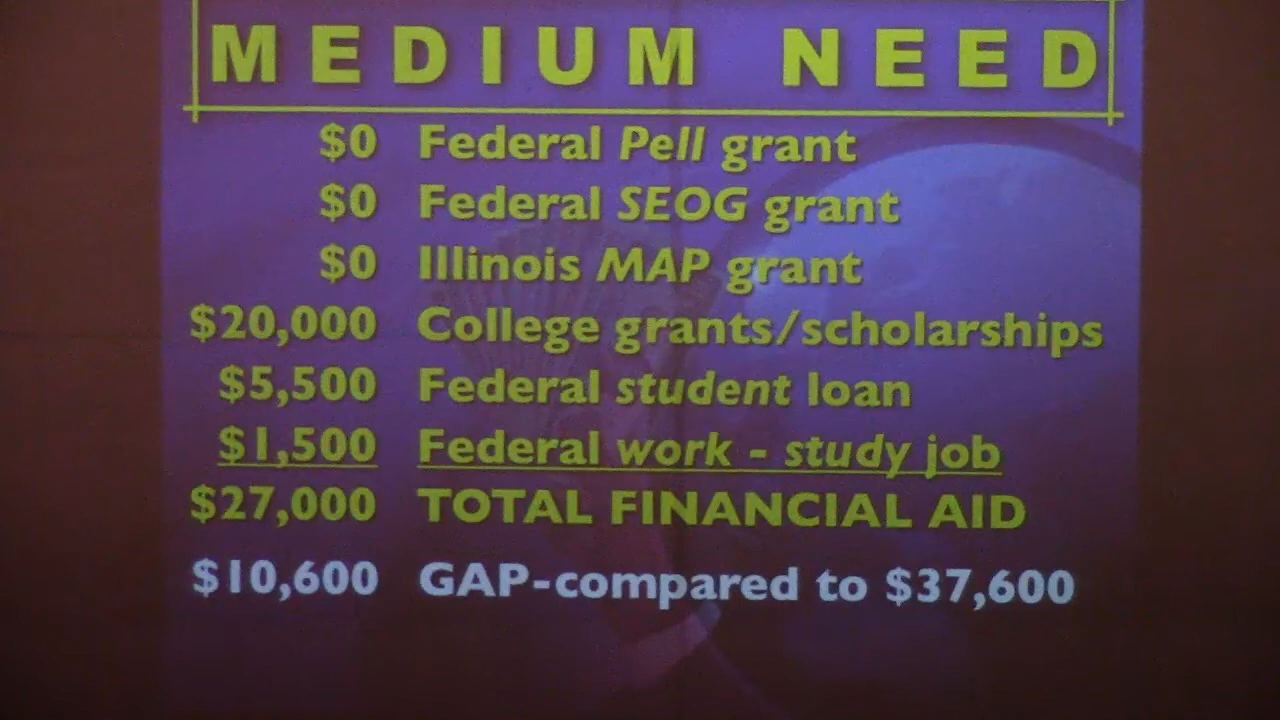 MEDIUM NEED
$0 Federal Pell grant
$0 Federal SEOG grant
$0 Illinois MAP grant
$20,000 College grants/scholarships
$5,500 Federal student loan
$1,500 Federal work - study job
$27,000 TOTAL FINANCIAL AID
$10,600 GAP-compared to $37,600